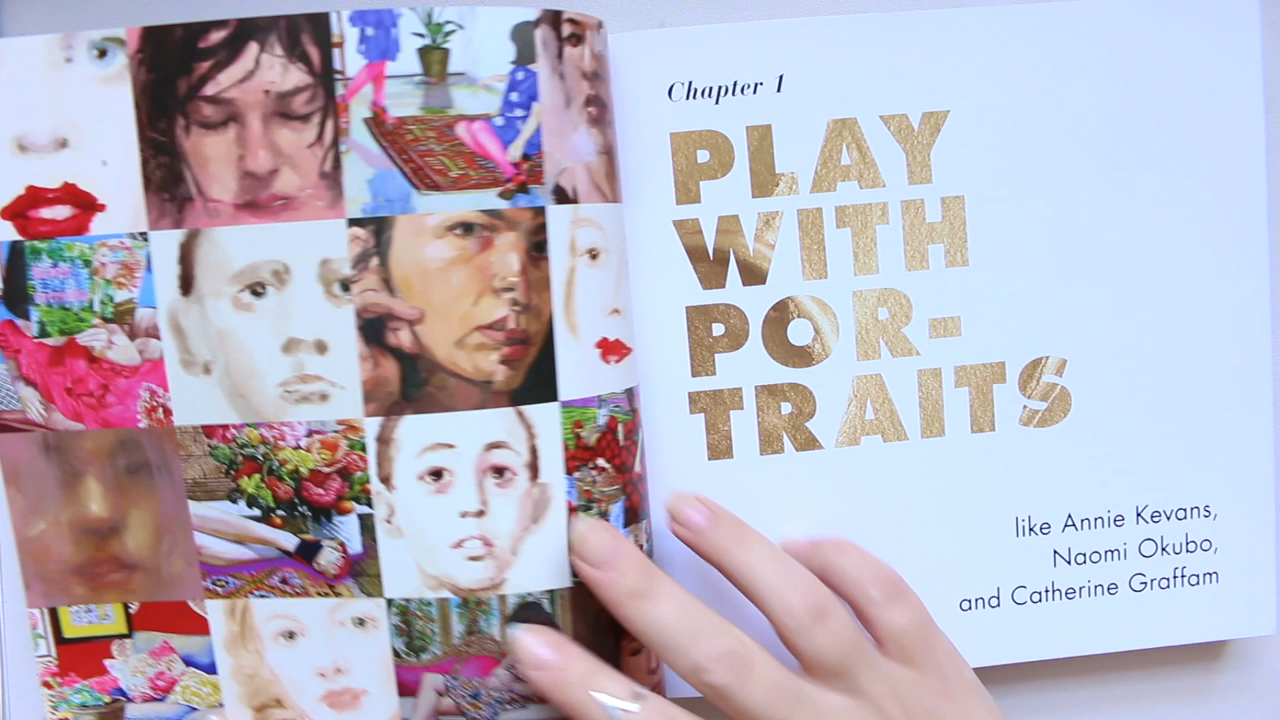 Chapter 1
PLAY
WITH
POR-
TRAITS
like Annie Kevans,
Naomi Okubo,
and Catherine Graffam